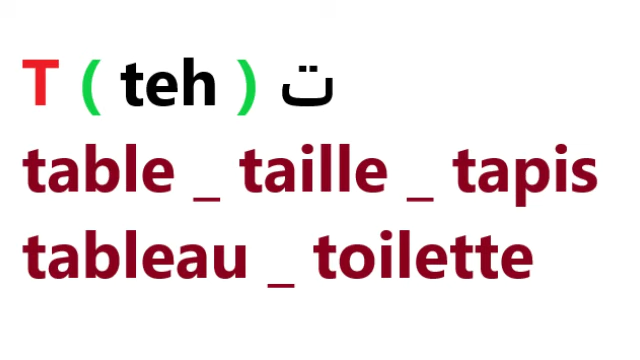 T ( teh ) ت
table _ taille _ tapis
tableau _ toilette